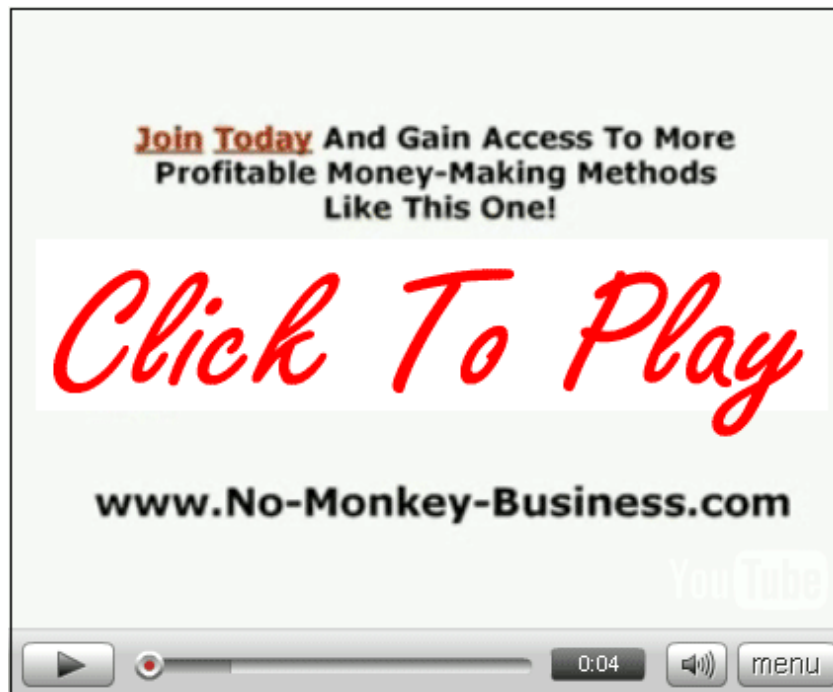 Join Today And Gain Access To More
Profitable Money-Making Methods
Like This One!
Click To Play
www.No-Monkey-Business.com
YouTube
0:04
menu